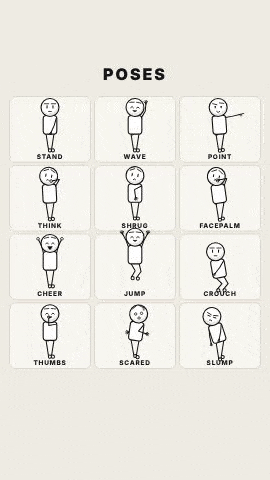 POSES
STAND
WAVE
POINT
THINK
SHRUG
FACEPALM
CHEER
JUMP
CROUCH
THUMBS
SCARED
SLUMP